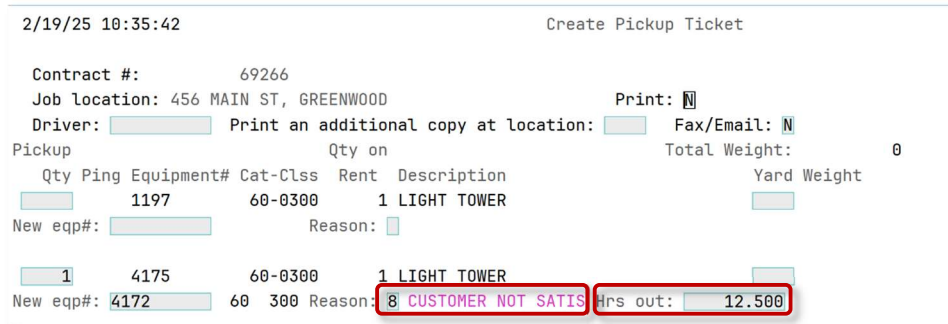 2/19/25 10:35:42 Create Pickup Ticket
Contract #: 69266
Job location: 456 MAIN ST, GREENWOOD Print: N
Driver: Print an additional copy at location: Fax/Email: N
Pickup Qty on Total Weight: 0
Qty Ping Equipment# Cat-Clss Rent Description Yard Weight
1197 60-0300 1 LIGHT TOWER
New eqp#: Reason:
1 4175 60-0300 1 LIGHT TOWER
New eqp#: 4172 60 300 Reason: 8 CUSTOMER NOT SATIS Hrs out: 12.500